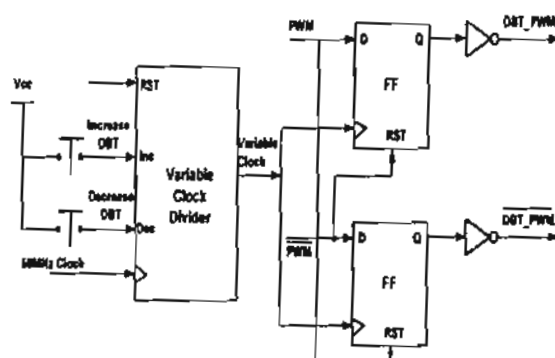 PWM
D
Q
DBT_PWM
FF
RST
Vcc
RST
Increase
DBT
Inc
Variable
Clock
Variable
Clock
Divider
Decrease
DBT
Dec
Clock
PWM
D
Q
DBT_PWM
FF
RST